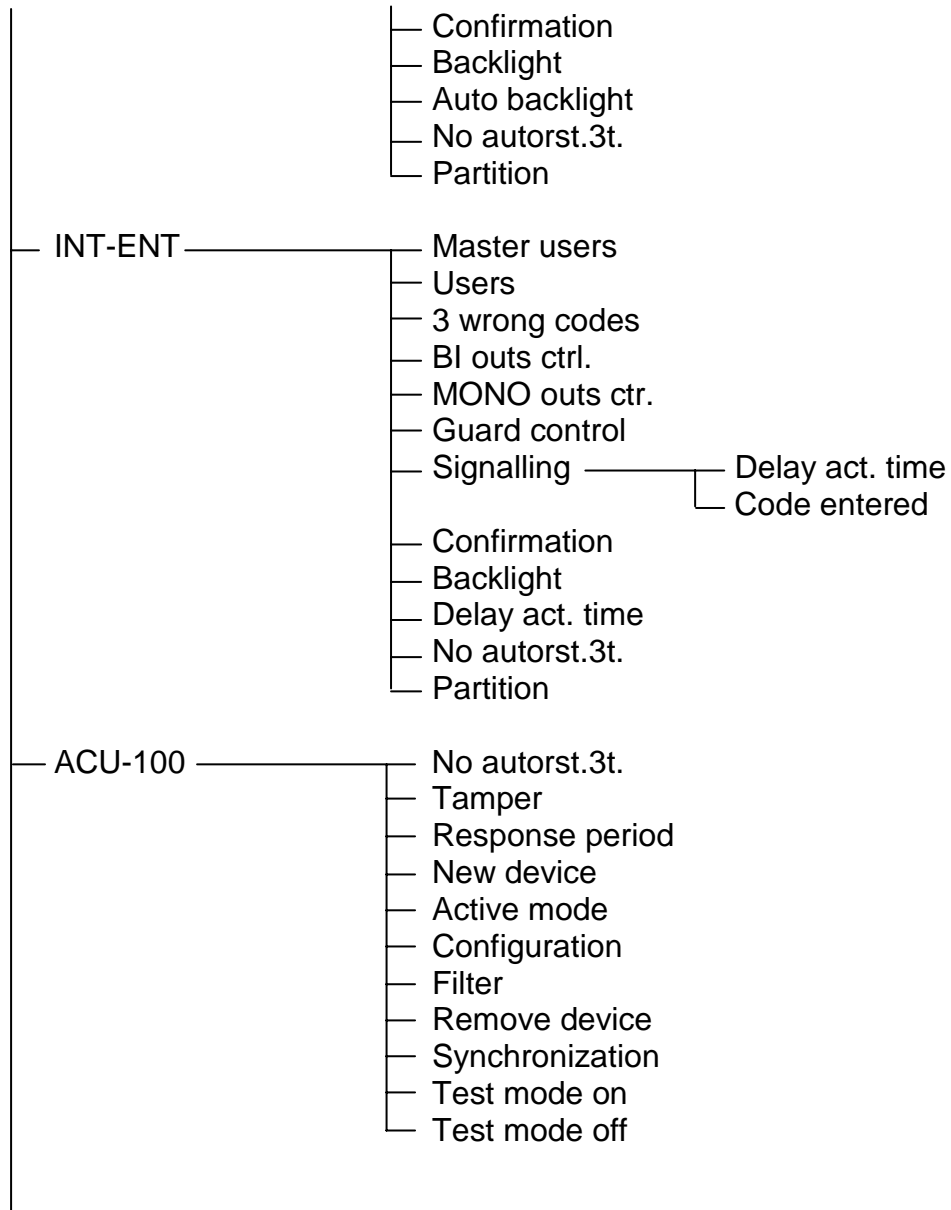 Confirmation
Backlight
Auto backlight
No autorst.3t.
Partition
INT-ENT Master users
Users
3 wrong codes
BI outs ctrl.
MONO outs ctr.
Guard control
Signalling Delay act. time
Code entered
Confirmation
Backlight
Delay act. time
No autorst.3t.
Partition
ACU-100 No autorst.3t.
Tamper
Response period
New device
Active mode
Configuration
Filter
Remove device
Synchronization
Test mode on
Test mode off